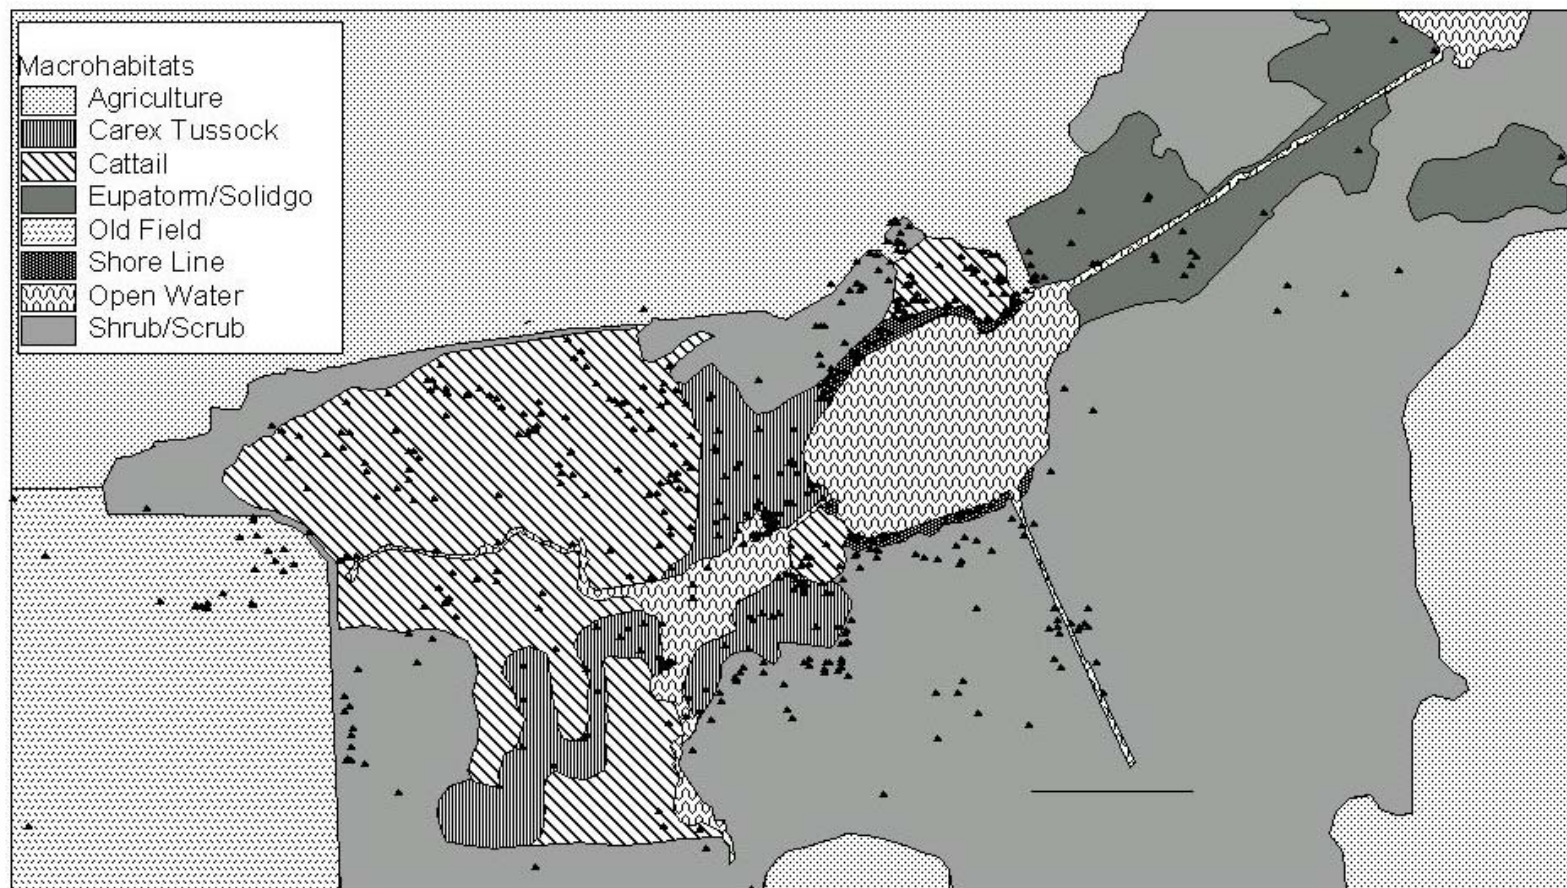 Macrohabitats
Agriculture
Carex Tussock
Cattail
Eupatorm/Solidgo
Old Field
Shore Line
Open Water
Shrub/Scrub